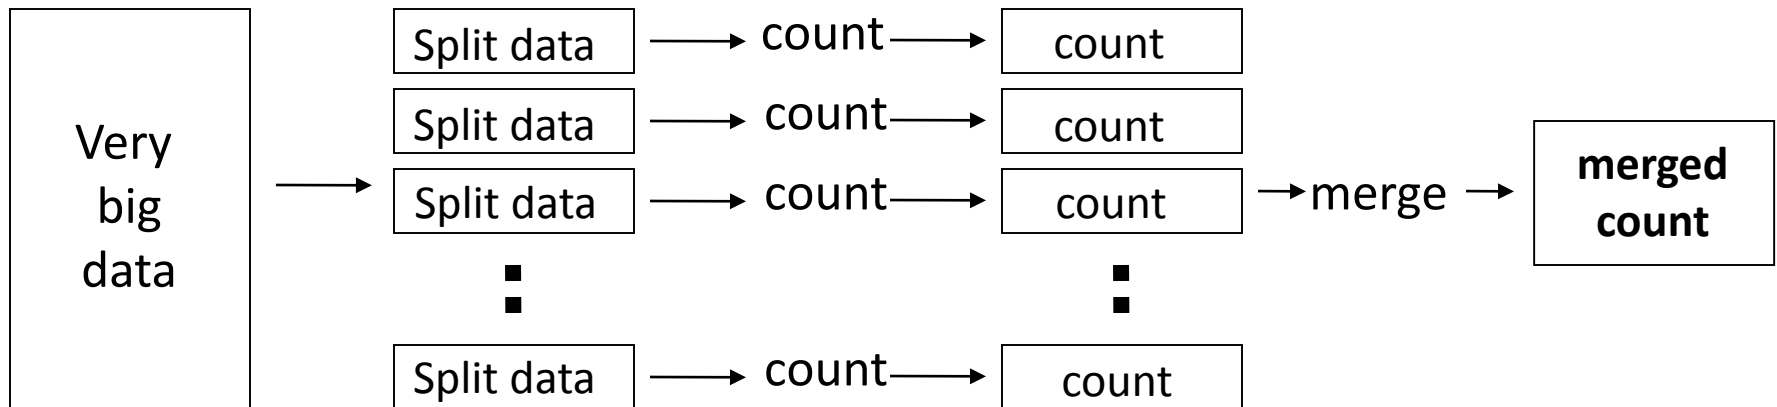 Very
big
data
Split data
count
count
Split data
count
count
Split data
count
count
Split data
count
count
merge
merged
count